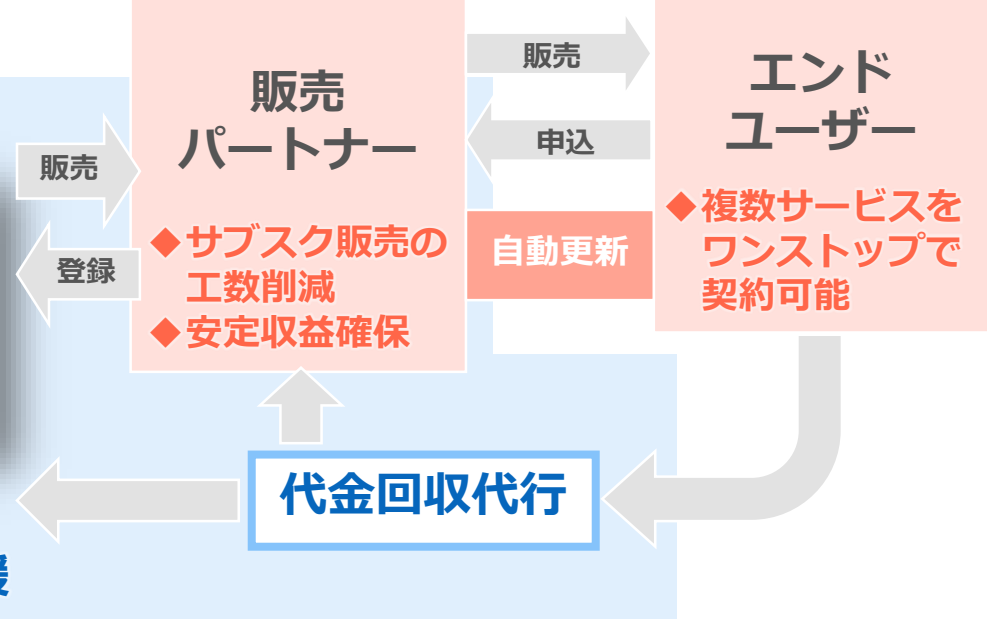 販売
パートナー
◆サブスク販売の
工数削減
◆安定収益確保
販売
登録
販売
申込
自動更新
エンド
ユーザー
◆複数サービスを
ワンストップで
契約可能
代金回収代行